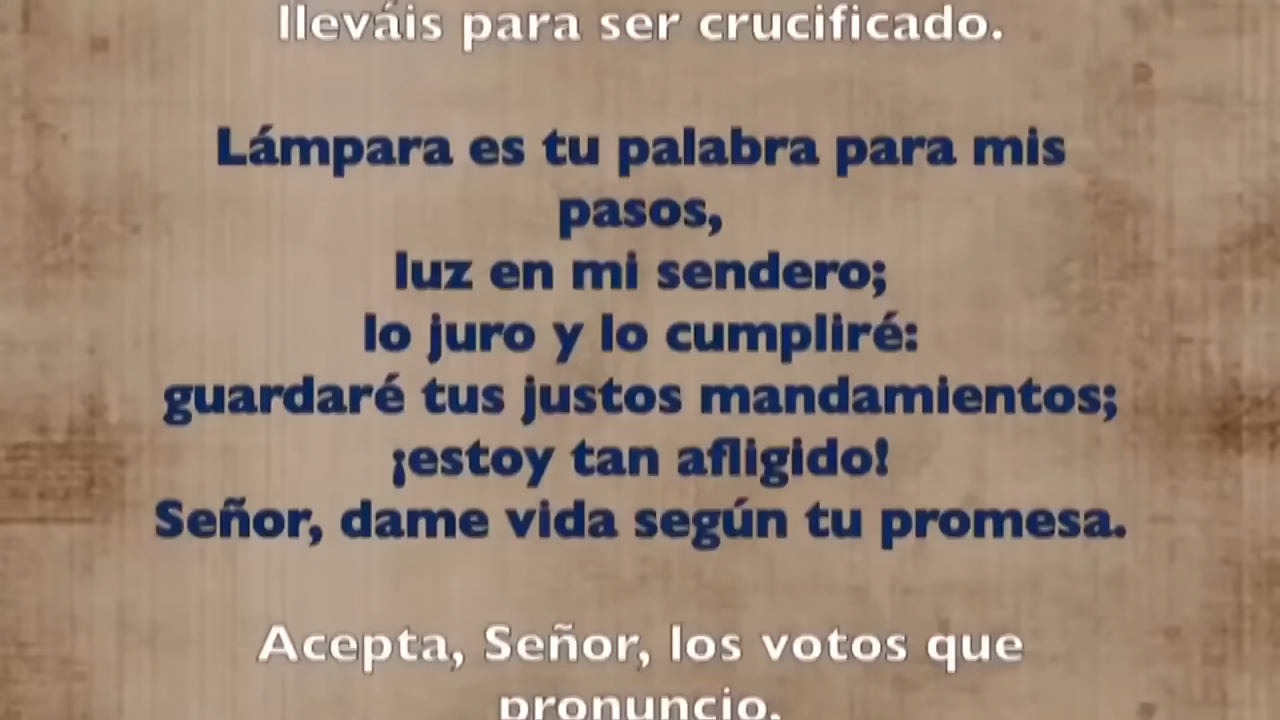 lleváis para ser crucificado.
Lámpara es tu palabra para mis
pasos,
luz en mi sendero;
lo juro y lo cumpliré:
guardaré tus justos mandamientos;
¡estoy tan afligido!
Señor, dame vida según tu promesa.
Acepta, Señor, los votos que
pronuncio,